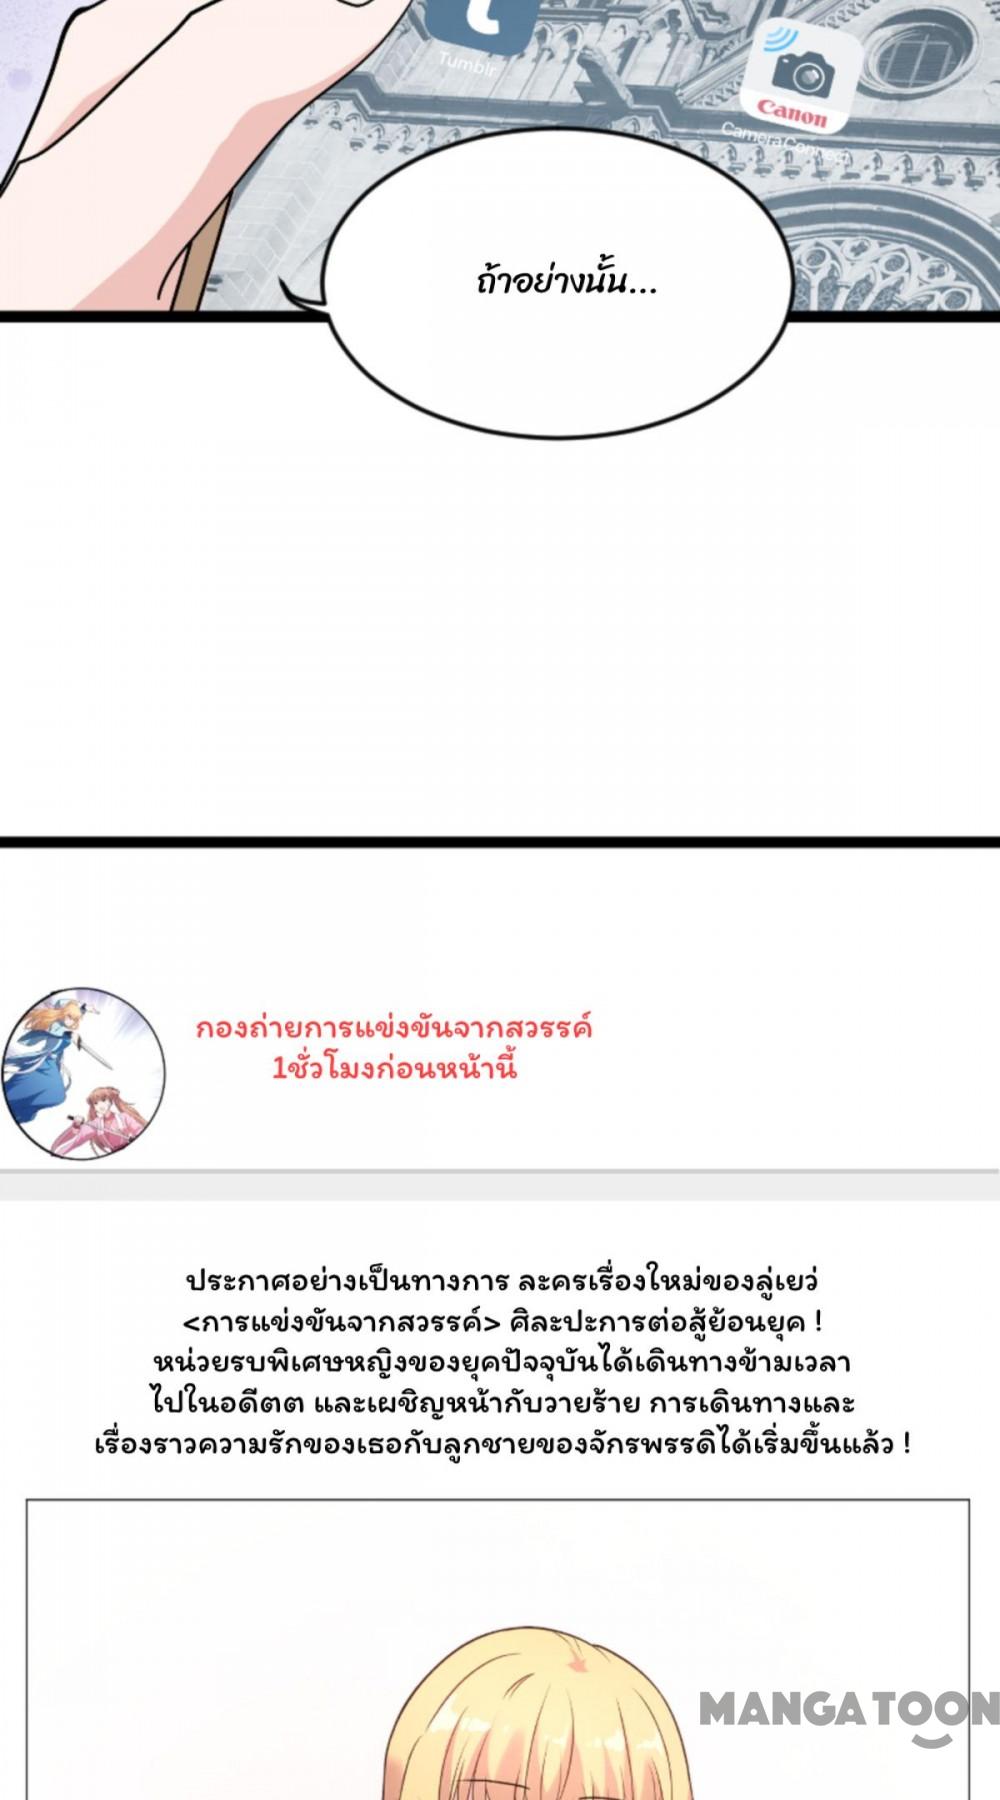 Tumblr
Canon
CameraConnect
ถ้าอย่างนั้น...
กองถ่ายการแข่งขันจากสวรรค์
1ชั่วโมงก่อนหน้านี้
ประกาศอย่างเป็นทางการ ละครเรื่องใหม่ของลู่เยว่
<การแข่งขันจากสวรรค์> ศิละปะการต่อสู้ย้อนยุค !
หน่วยรบพิเศษหญิงของยุคปัจจุบันได้เดินทางข้ามเวลา
ไปในอดีตต และเผชิญหน้ากับวายร้าย การเดินทางและ
เรื่องราวความรักของเธอกับลูกชายของจักรพรรดิได้เริ่มขึ้นแล้ว !
MANGATOON